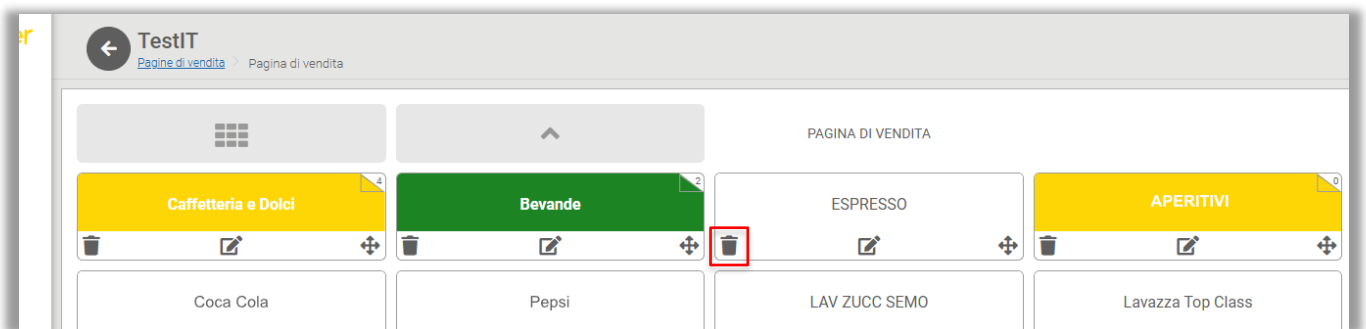 er
TestIT
Pagine di vendita > Pagina di vendita
PAGINA DI VENDITA
Caffetteria e Dolci 4
Bevande 2
ESPRESSO
APERITIVI 0
Coca Cola
Pepsi
LAV ZUCC SEMO
Lavazza Top Class